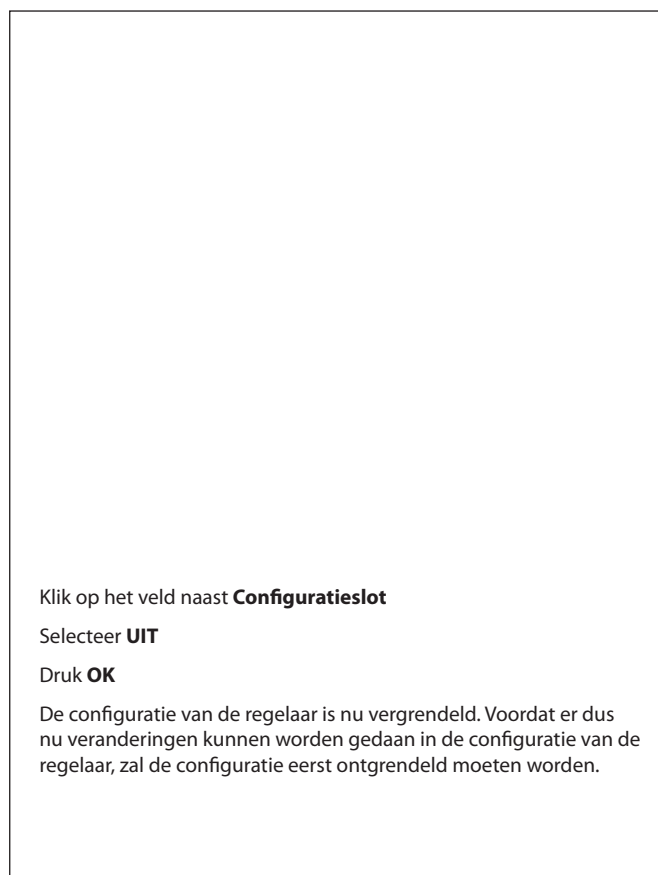 Klik op het veld naast Configuratieslot
Selecteer UIT
Druk OK
De configuratie van de regelaar is nu vergrendeld. Voordat er dus
nu veranderingen kunnen worden gedaan in de configuratie van de
regelaar, zal de configuratie eerst ontgrendeld moeten worden.